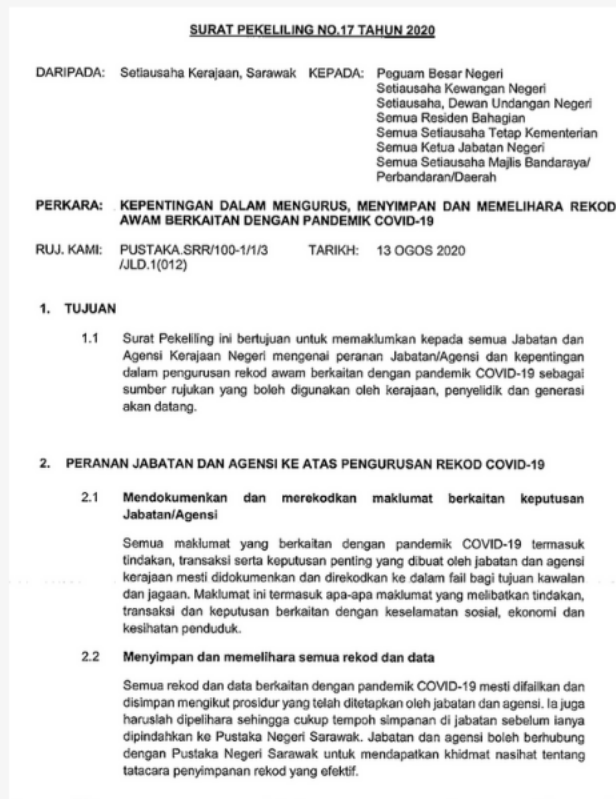 SURAT PEKELILING NO.17 TAHUN 2020
DARIPADA: Setiausaha Kerajaan, Sarawak KEPADA: Peguam Besar Negeri
Setiausaha Kewangan Negeri
Setiausaha, Dewan Undangan Negeri
Semua Residen Bahagian
Semua Setiausaha Tetap Kementerian
Semua Ketua Jabatan Negeri
Semua Setiausaha Majlis Bandaraya/
Perbandaran/Daerah
PERKARA: KEPENTINGAN DALAM MENGURUS, MENYIMPAN DAN MEMELIHARA REKOD
AWAM BERKAITAN DENGAN PANDEMIK COVID-19
RUJ. KAMI: PUSTAKA.SRR/100-1/1/3 TARIKH: 13 OGOS 2020
/JLD.1(012)
1. TUJUAN
1.1 Surat Pekeliling ini bertujuan untuk memaklumkan kepada semua Jabatan dan
Agensi Kerajaan Negeri mengenai peranan Jabatan/Agensi dan kepentingan
dalam pengurusan rekod awam berkaitan dengan pandemik COVID-19 sebagai
sumber rujukan yang boleh digunakan oleh kerajaan, penyelidik dan generasi
akan datang.
2. PERANAN JABATAN DAN AGENSI KE ATAS PENGURUSAN REKOD COVID-19
2.1 Mendokumenkan dan merekodkan maklumat berkaitan keputusan
Jabatan/Agensi
Semua maklumat yang berkaitan dengan pandemik COVID-19 termasuk
tindakan, transaksi serta keputusan penting yang dibuat oleh jabatan dan agensi
kerajaan mesti didokumenkan dan direkodkan ke dalam fail bagi tujuan kawalan
dan jagaan. Maklumat ini termasuk apa-apa maklumat yang melibatkan tindakan,
transaksi dan keputusan berkaitan dengan keselamatan sosial, ekonomi dan
kesihatan penduduk.
2.2 Menyimpan dan memelihara semua rekod dan data
Semua rekod dan data berkaitan dengan pandemik COVID-19 mesti difailkan dan
disimpan mengikut prosidur yang telah ditetapkan oleh jabatan dan agensi. Ia juga
haruslah dipelihara sehingga cukup tempoh simpanan di jabatan sebelum ianya
dipindahkan ke Pustaka Negeri Sarawak. Jabatan dan agensi boleh berhubung
dengan Pustaka Negeri Sarawak untuk mendapatkan khidmat nasihat tentang
tatacara penyimpanan rekod yang efektif.